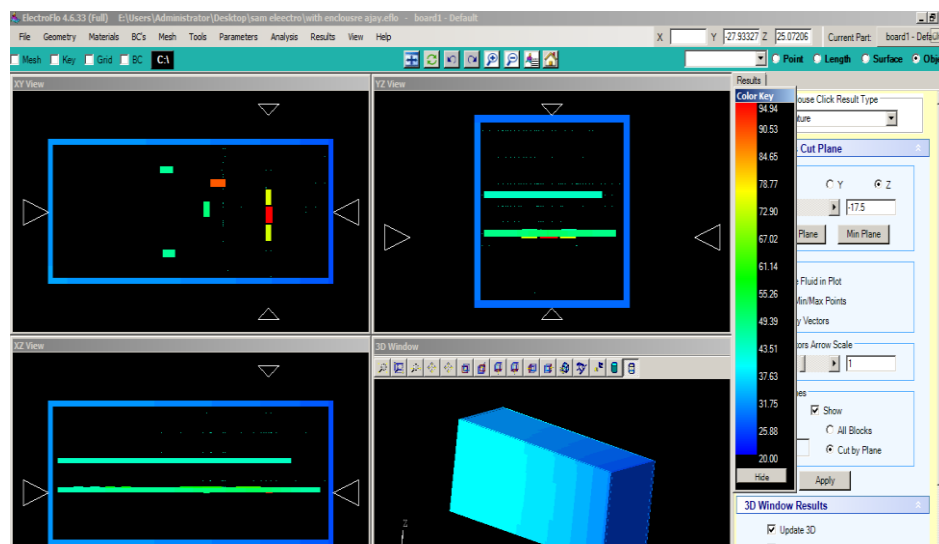 ElectroFlo 4.6.33 (Full) E:\Users\Administrator\Desktop\sam eleectro\with enclousre ajay.eflo - board1 - Default
File Geometry Materials BC's Mesh Tools Parameters Analysis Results View Help
X Y -27.93327 Z 25.07206 Current Part: board1 - Defau
Mesh Key Grid BC C:\ Point Length Surface Obje
XY View
YZ View
Results
Color Key
94.94
90.53
84.65
78.77
72.90
67.02
61.14
55.26
49.39
43.51
37.63
31.75
25.88
20.00
Hide
ouse Click Result Type
ture
Cut Plane
Y Z
-17.5
Plane Min Plane
Fluid in Plot
Min/Max Points
y Vectors
ors Arrow Scale
1
es
Show
All Blocks
Cut by Plane
Apply
3D Window Results
Update 3D
XZ View
3D Window